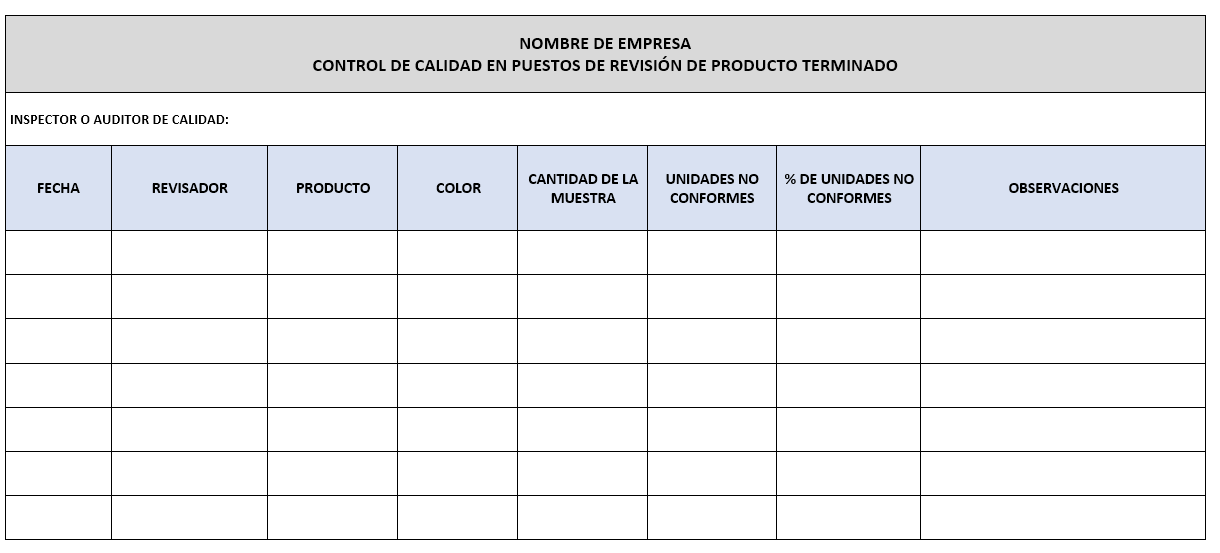 NOMBRE DE EMPRESA
CONTROL DE CALIDAD EN PUESTOS DE REVISIÓN DE PRODUCTO TERMINADO
INSPECTOR O AUDITOR DE CALIDAD:
FECHA
REVISADOR
PRODUCTO
COLOR
CANTIDAD DE LA
MUESTRA
UNIDADES NO
CONFORMES
% DE UNIDADES NO
CONFORMES
OBSERVACIONES